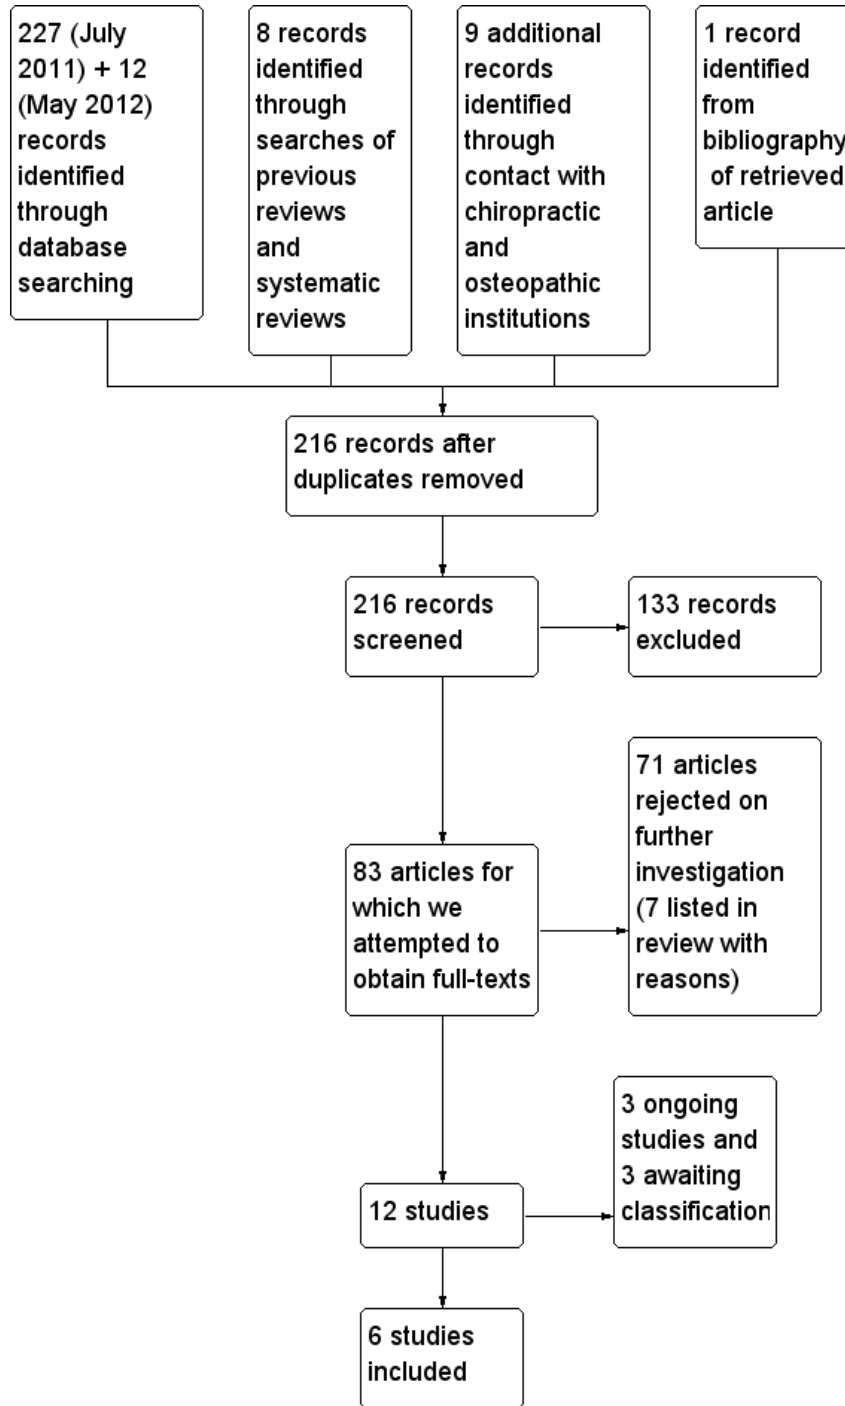 227 (July
2011) + 12
(May 2012)
records
identified
through
database
searching
8 records
identified
through
searches of
previous
reviews
and
systematic
reviews
9 additional
records
identified
through
contact with
chiropractic
and
osteopathic
institutions
1 record
identified
from
bibliography
of retrieved
article
216 records after
duplicates removed
216 records
screened
133 records
excluded
83 articles for
which we
attempted to
obtain full-texts
71 articles
rejected on
further
investigation
(7 listed in
review with
reasons)
12 studies
3 ongoing
studies and
3 awaiting
classification
6 studies
included